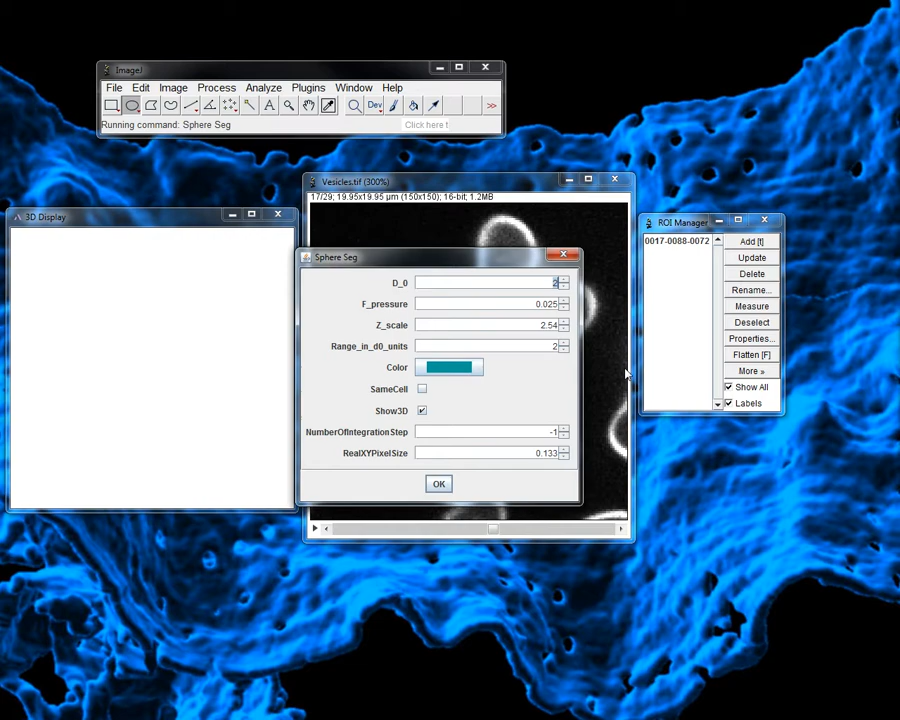 ImageJ
File Edit Image Process Analyze Plugins Window Help
A Dev >>
Running command: Sphere Seg
Click here t
Vesicles.tif (300%)
17/29; 19.95x19.95 µm (150x150); 16-bit; 1.2MB
3D Display
Sphere Seg
D_0 2
F_pressure 0.025
Z_scale 2.54
Range_in_d0_units 2
Color
SameCell
Show3D
NumberOfIntegrationStep -1
RealXYPixelSize 0.133
OK
ROI Manager
0017-0088-0072
Add [t]
Update
Delete
Rename...
Measure
Deselect
Properties...
Flatten [F]
More »
Show All
Labels